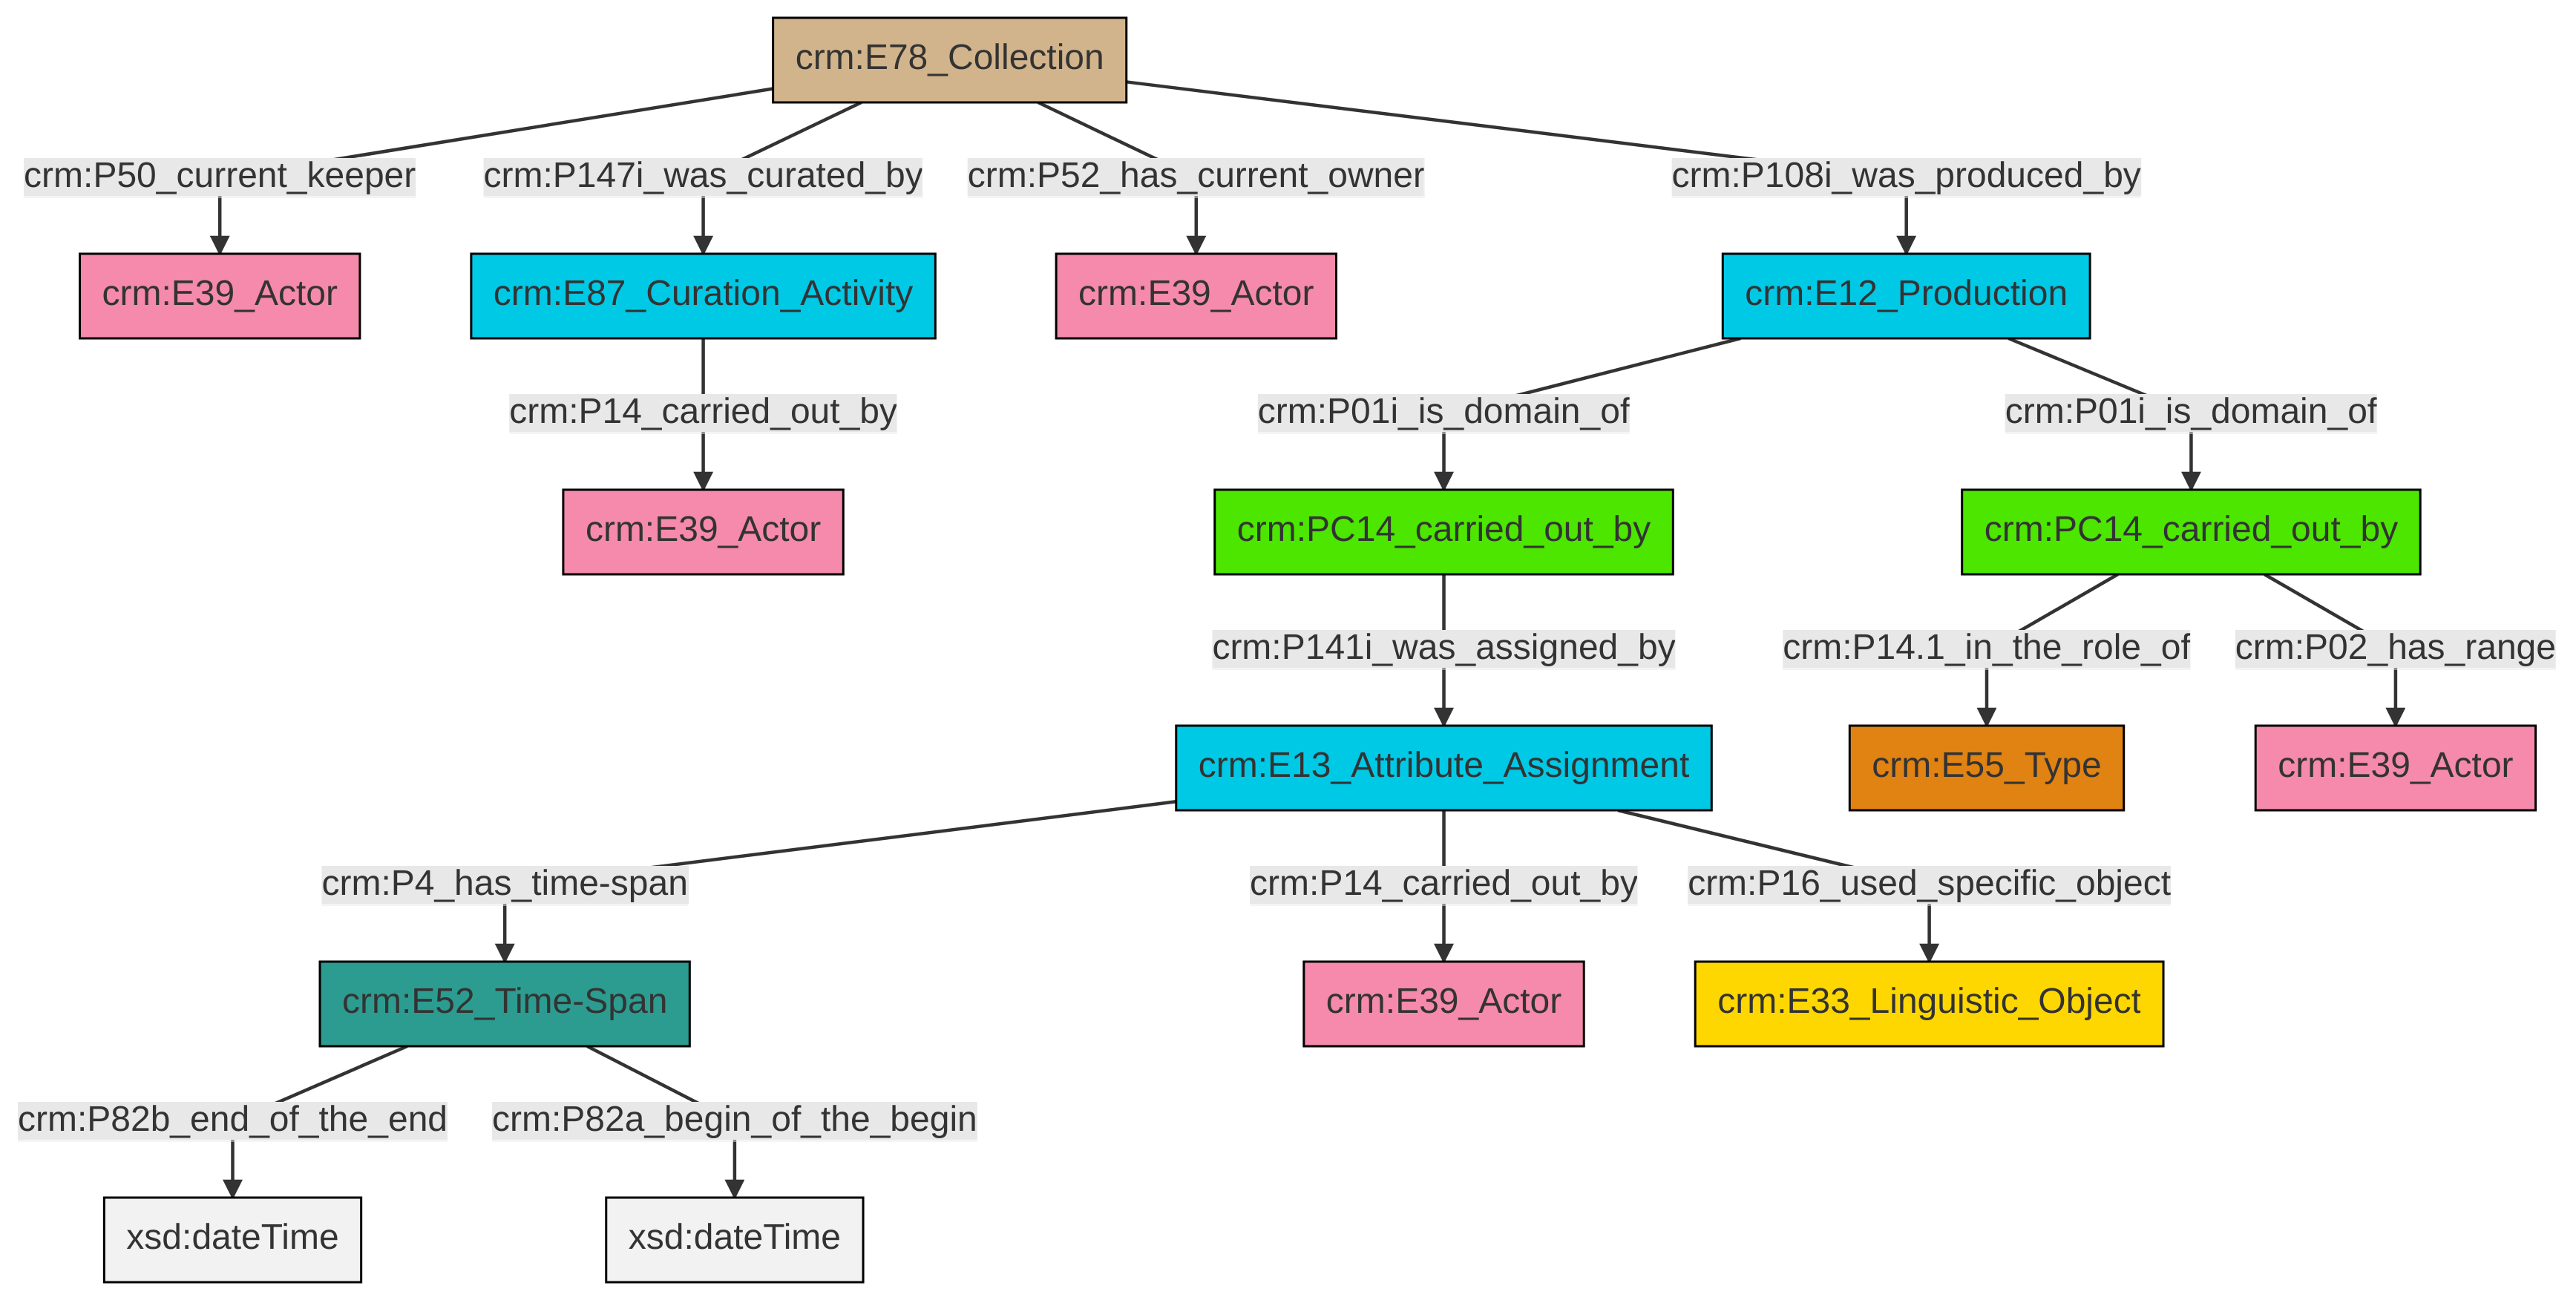 crm:E78_Collection
crm:P50_current_keeper
crm:P147i_was_curated_by
crm:P52_has_current_owner
crm:P108i_was_produced_by
crm:E39_Actor
crm:E87_Curation_Activity
crm:E39_Actor
crm:E12_Production
crm:P14_carried_out_by
crm:P01i_is_domain_of
crm:P01i_is_domain_of
crm:E39_Actor
crm:PC14_carried_out_by
crm:PC14_carried_out_by
crm:P141i_was_assigned_by
crm:P14.1_in_the_role_of
crm:P02_has_range
crm:E13_Attribute_Assignment
crm:E55_Type
crm:E39_Actor
crm:P4_has_time-span
crm:P14_carried_out_by
crm:P16_used_specific_object
crm:E52_Time-Span
crm:E39_Actor
crm:E33_Linguistic_Object
crm:P82b_end_of_the_end
crm:P82a_begin_of_the_begin
xsd:dateTime
xsd:dateTime